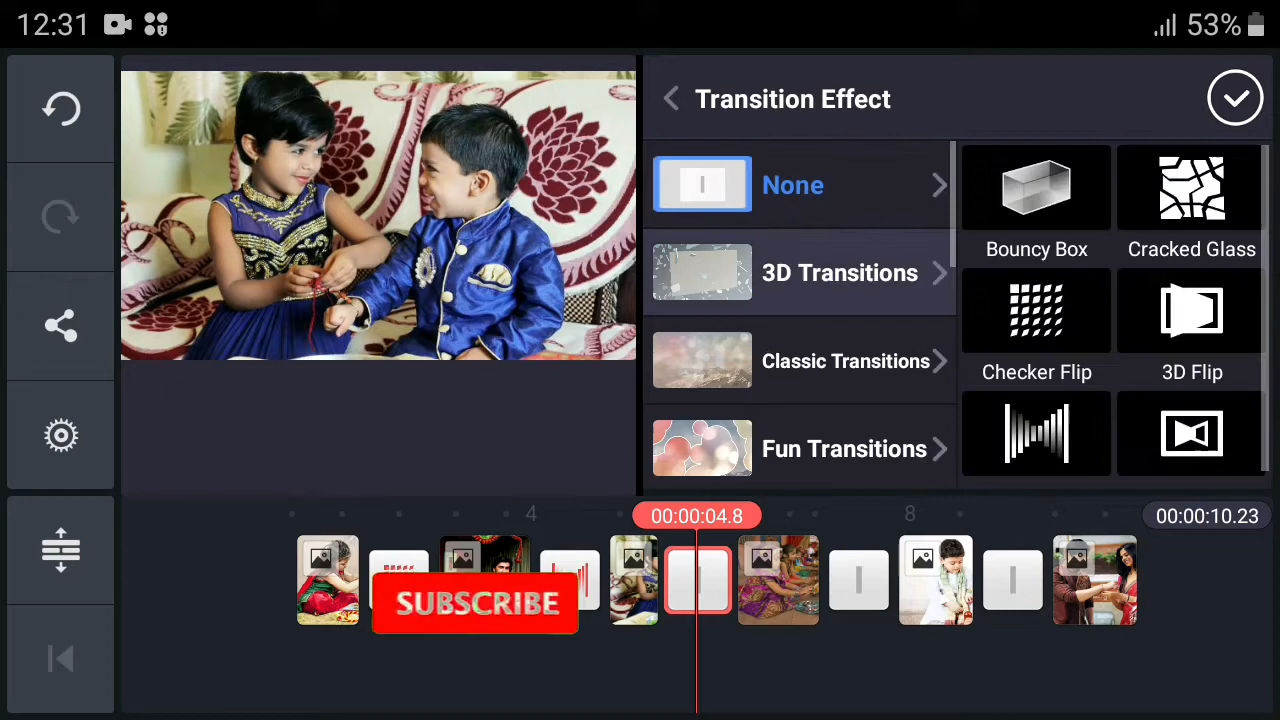 12:31
53%
Transition Effect
None
3D Transitions
Classic Transitions
Fun Transitions
Bouncy Box
Cracked Glass
Checker Flip
3D Flip
4
00:00:04.8
8
00:00:10.23
SUBSCRIBE